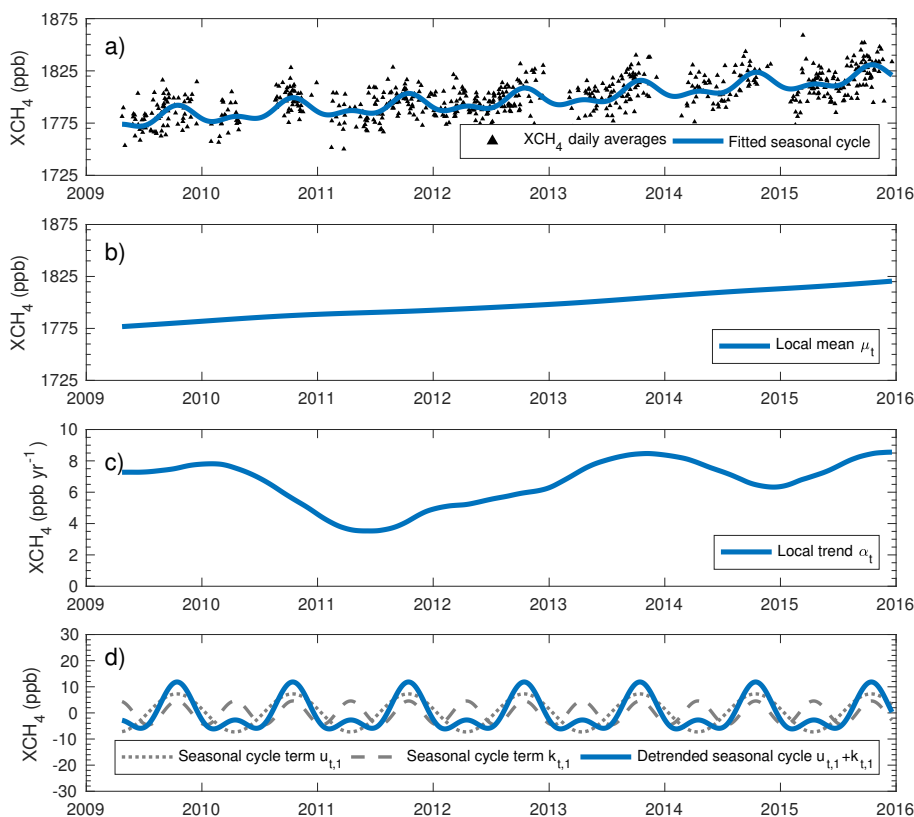 1875
1825
1775
1725
XCH4 (ppb)
a)
XCH4 daily averages
Fitted seasonal cycle
2009 2010 2011 2012 2013 2014 2015 2016
1875
1825
1775
1725
XCH4 (ppb)
b)
Local mean μt
2009 2010 2011 2012 2013 2014 2015 2016
10
8
6
4
2
0
XCH4 (ppb yr-1)
c)
Local trend αt
2009 2010 2011 2012 2013 2014 2015 2016
30
20
10
0
-10
-20
-30
XCH4 (ppb)
d)
Seasonal cycle term ut,1
Seasonal cycle term kt,1
Detrended seasonal cycle ut,1+kt,1
2009 2010 2011 2012 2013 2014 2015 2016